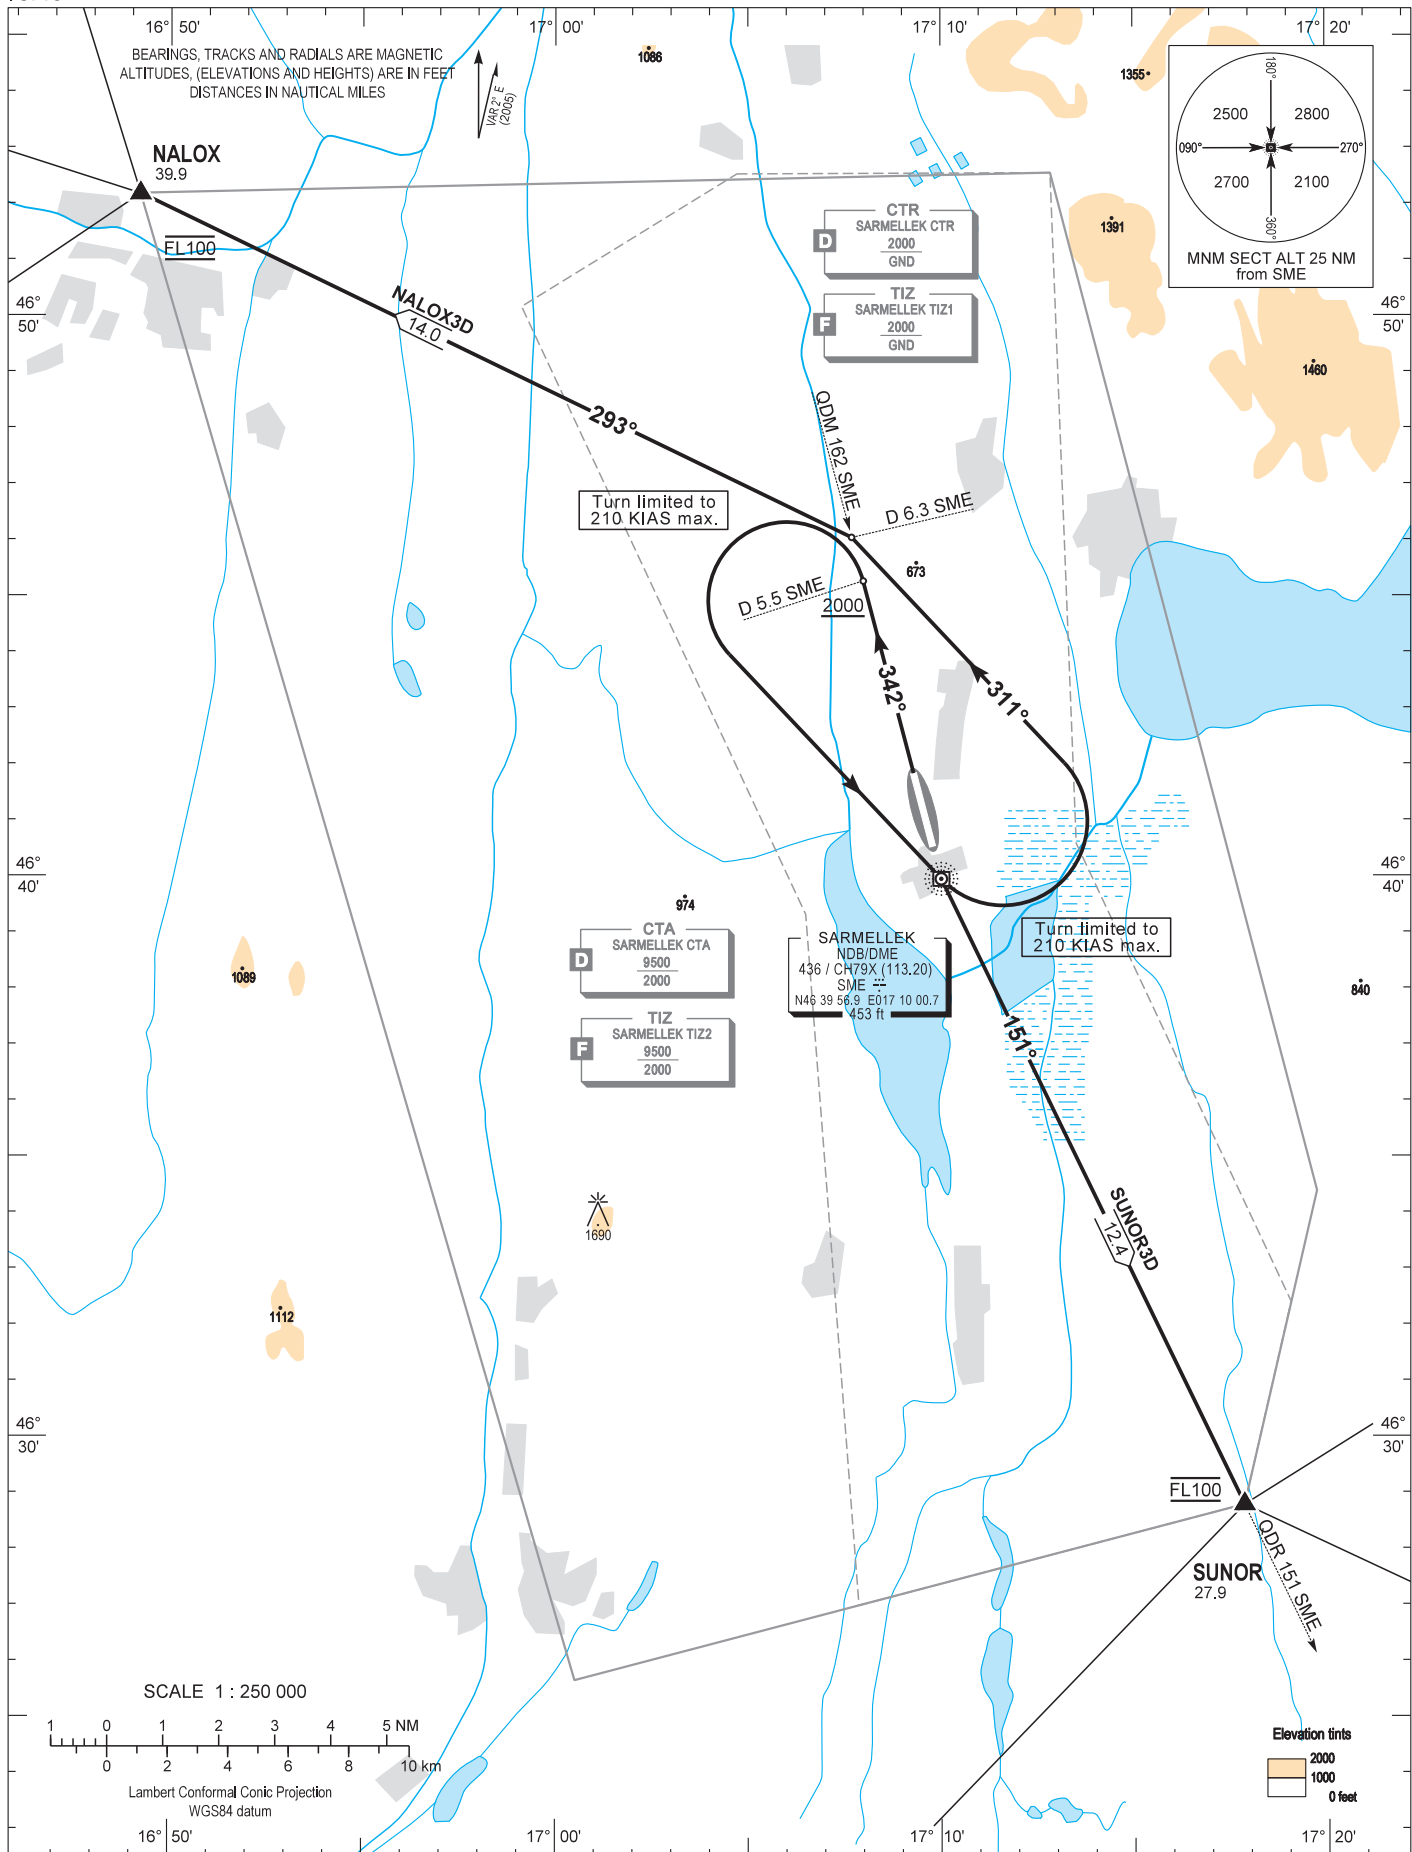 16° 50'
17° 00'
17° 10'
17° 20'
BEARINGS, TRACKS AND RADIALS ARE MAGNETIC
ALTITUDES, (ELEVATIONS AND HEIGHTS) ARE IN FEET
DISTANCES IN NAUTICAL MILES
VAR 2° E
(2005)
1086
1355
180°
2500
2800
090°
270°
2700
2100
360°
MNM SECT ALT 25 NM
from SME
NALOX
39.9
FL100
CTR
SARMELLEK CTR
D
2000
GND
1391
TIZ
SARMELLEK TIZ1
F
2000
GND
46°
50'
46°
50'
NALOX3D
14.0
1460
293°
QDM 162 SME
Turn limited to
210 KIAS max.
D 6.3 SME
673
D 5.5 SME
2000
342°
311°
46°
40'
46°
40'
974
CTA
SARMELLEK CTA
D
9500
2000
TIZ
SARMELLEK TIZ2
F
9500
2000
SARMELLEK
NDB/DME
436 / CH79X (113.20)
SME
N46 39 56.9 E017 10 00.7
453 ft
Turn limited to
210 KIAS max.
1089
840
151°
1690
SUNOR3D
12.4
1112
46°
30'
46°
30'
FL100
SUNOR
27.9
QDR 151 SME
SCALE 1 : 250 000
1 0 1 2 3 4 5 NM
0 2 4 6 8 10 km
Lambert Conformal Conic Projection
WGS84 datum
Elevation tints
2000
1000
0 feet
16° 50'
17° 00'
17° 10'
17° 20'